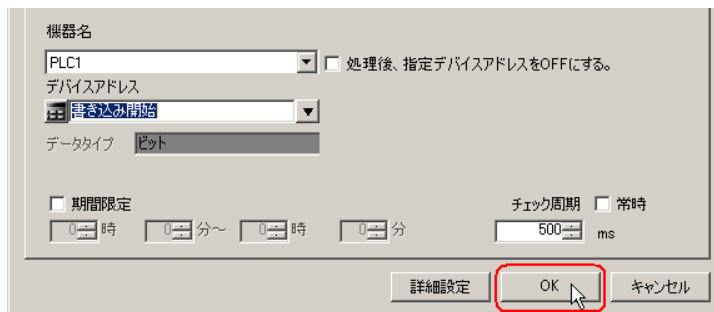 機器名
PLC1 処理後、指定デバイスアドレスをOFFにする。
デバイスアドレス
書き込み開始
データタイプ ビット
期間限定 チェック周期 常時
0 時 0 分～ 0 時 0 分 500 ms
詳細設定 OK キャンセル